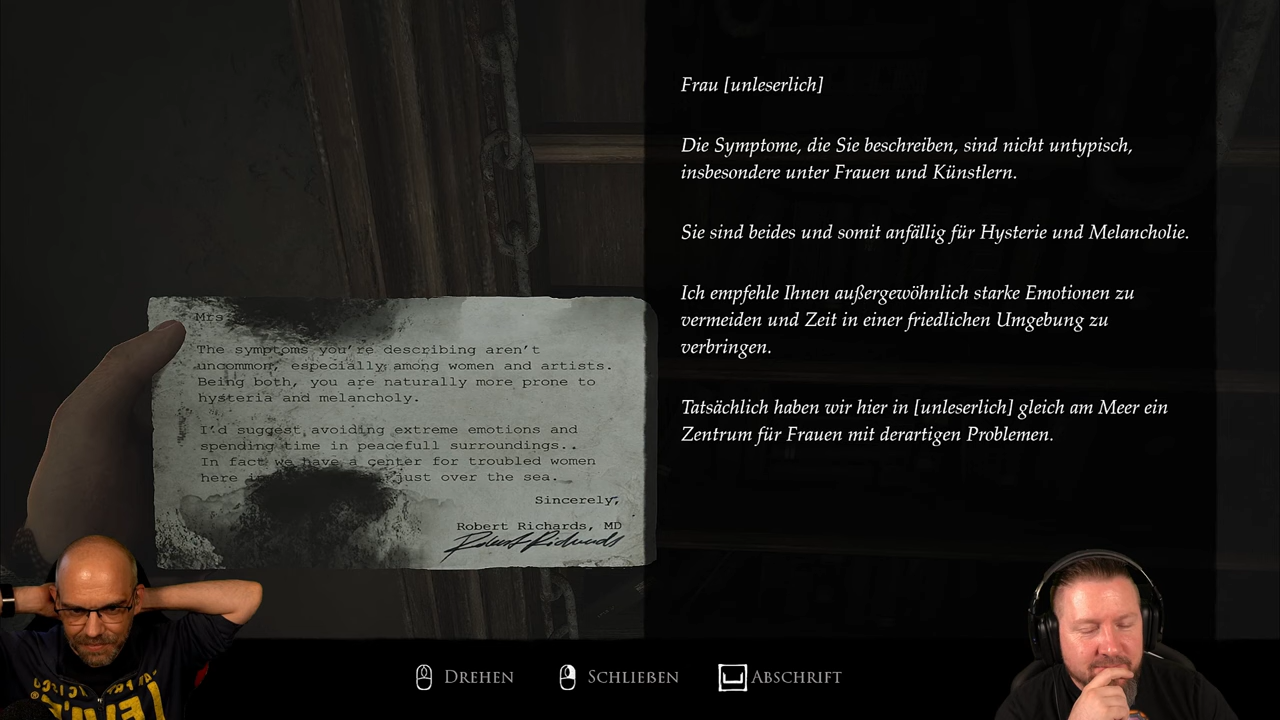 Mrs
The symptoms you're describing aren't
uncommon, especially among women and artists.
Being both, you are naturally more prone to
hysteria and melancholy.
I'd suggest avoiding extreme emotions and
spending time in peacefull surroundings..
In fact we have a center for troubled women
here in just over the sea.
Sincerely,
Robert Richards, MD
Robert Richards
Frau [unleserlich]
Die Symptome, die Sie beschreiben, sind nicht untypisch,
insbesondere unter Frauen und Künstlern.
Sie sind beides und somit anfällig für Hysterie und Melancholie.
Ich empfehle Ihnen außergewöhnlich starke Emotionen zu
vermeiden und Zeit in einer friedlichen Umgebung zu
verbringen.
Tatsächlich haben wir hier in [unleserlich] gleich am Meer ein
Zentrum für Frauen mit derartigen Problemen.
DREHEN SCHLIEßEN ABSCHRIFT